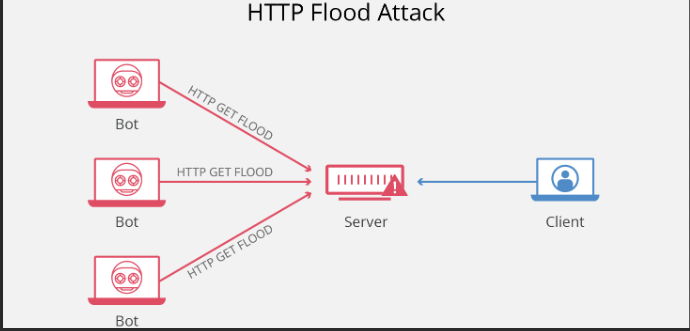 HTTP Flood Attack
HTTP GET FLOOD
Bot
HTTP GET FLOOD
Bot
Server
Client
HTTP GET FLOOD
Bot